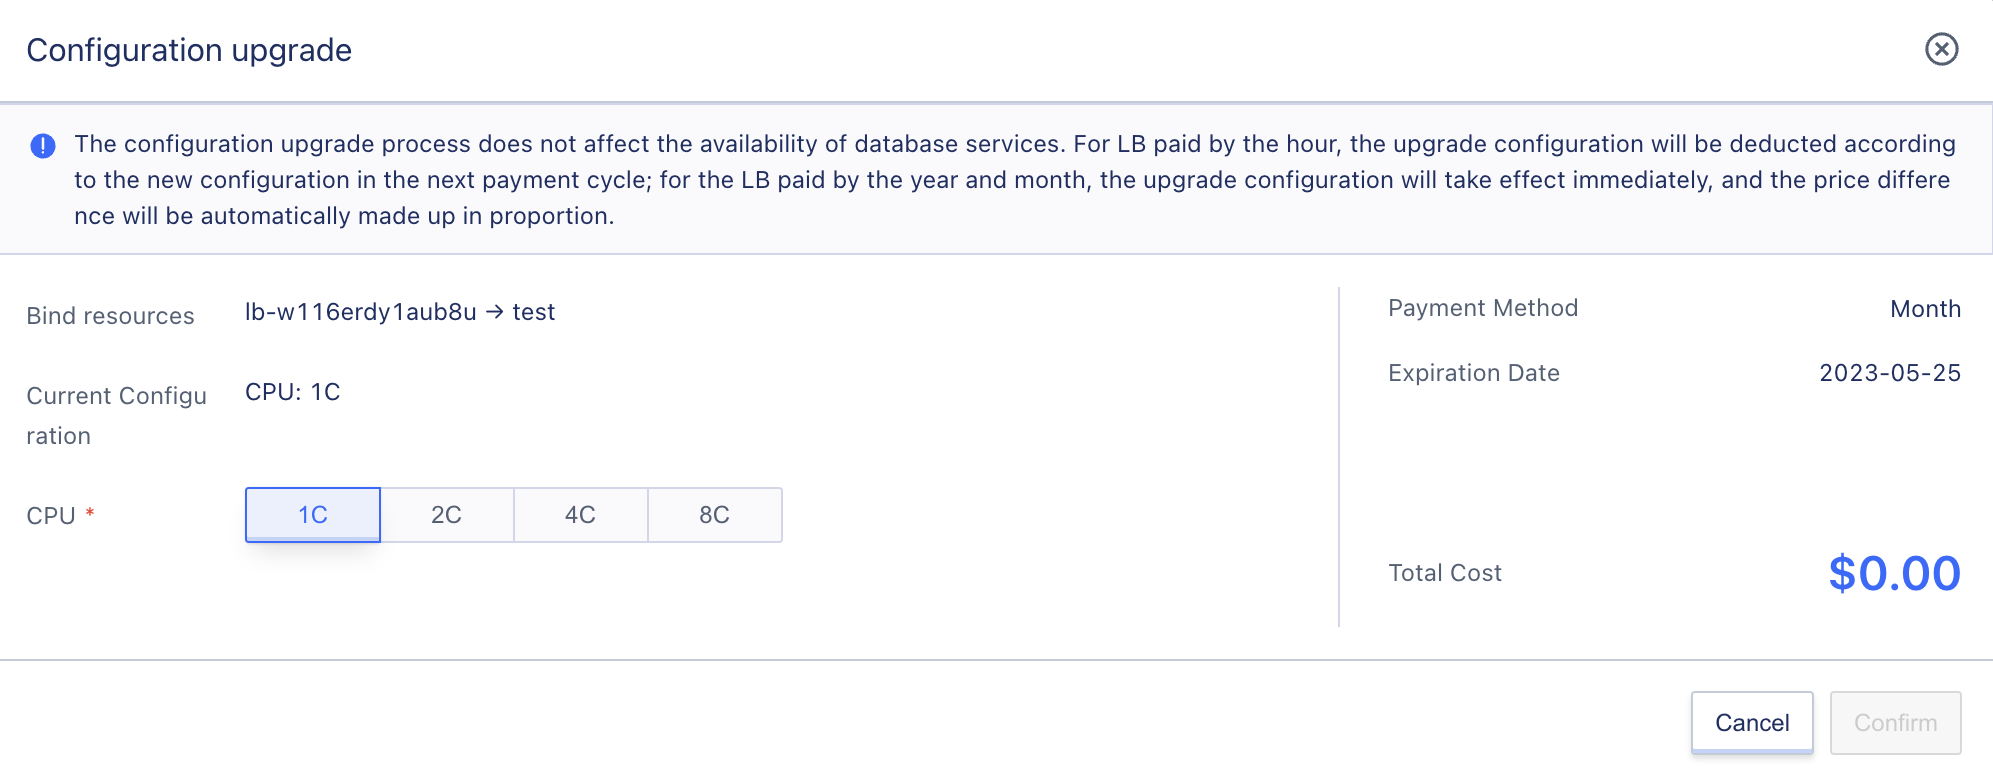 Configuration upgrade
The configuration upgrade process does not affect the availability of database services. For LB paid by the hour, the upgrade configuration will be deducted according
to the new configuration in the next payment cycle; for the LB paid by the year and month, the upgrade configuration will take effect immediately, and the price differe
nce will be automatically made up in proportion.
Bind resources lb-w116erdy1aub8u → test
Current Configu
ration
CPU: 1C
CPU * 1C 2C 4C 8C
Payment Method Month
Expiration Date 2023-05-25
Total Cost $0.00
Cancel Confirm